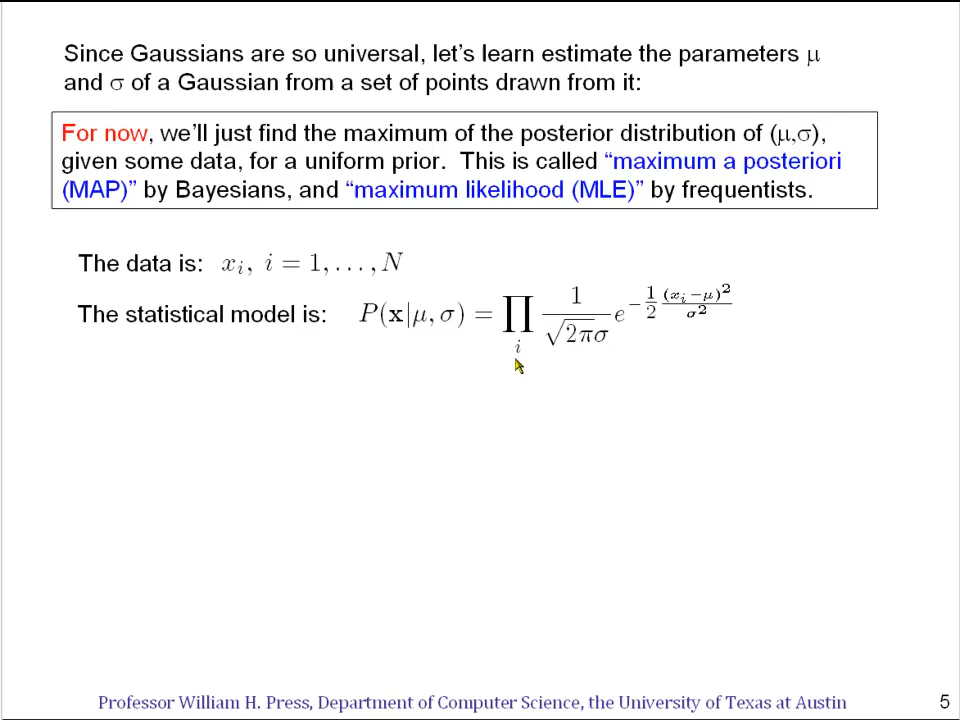 Since Gaussians are so universal, let's learn estimate the parameters μ
and σ of a Gaussian from a set of points drawn from it:
For now, we'll just find the maximum of the posterior distribution of (μ,σ),
given some data, for a uniform prior. This is called “maximum a posteriori
(MAP)” by Bayesians, and “maximum likelihood (MLE)” by frequentists.
The data is: x_i, i = 1, . . . , N
The statistical model is: P(x|μ, σ) = ∏_i 1/(√(2π)σ) e^{-1/2 (x_i-μ)^2/σ^2}
Professor William H. Press, Department of Computer Science, the University of Texas at Austin 5